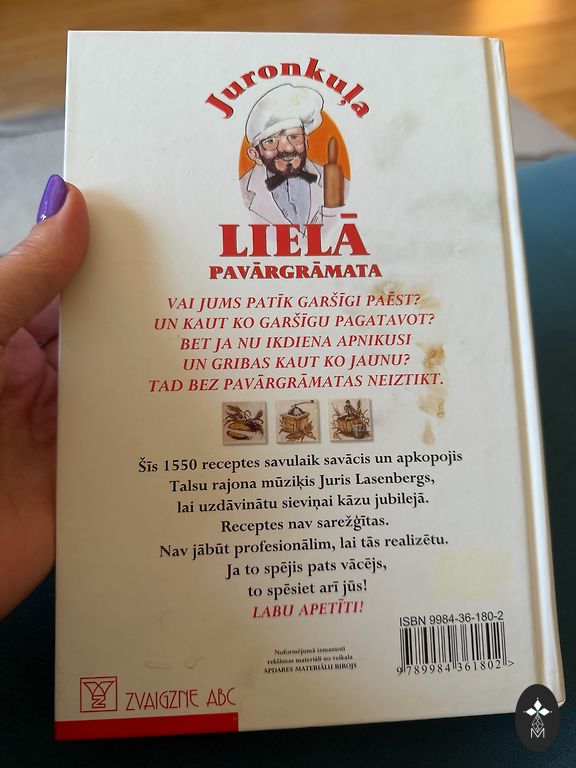 Juronkuļa
LIELĀ
PAVĀRGRĀMATA
VAI JUMS PATĪK GARŠĪGI PAĒST?
UN KAUT KO GARŠĪGU PAGATAVOT?
BET JA NU IKDIENA APNIKUSI
UN GRIBAS KAUT KO JAUNU?
TAD BEZ PAVĀRGRĀMATAS NEIZTIKT.
Šīs 1550 receptes savulaik savācis un apkopojis
Talsu rajona mūziķis Juris Lasenbergs,
lai uzdāvinātu sieviņai kāzu jubilejā.
Receptes nav sarežģītas.
Nav jābūt profesionālim, lai tās realizētu.
Ja to spējis pats vācējs,
to spēsiet arī jūs!
LABU APETĪTI!
ISBN 9984-36-180-2
Noformējumā izmantoti
reklāmas materiāli no veikala
APDARES MATERIĀLU BIROJS
9 789984 361802 >
ZVAIGZNE ABC
M